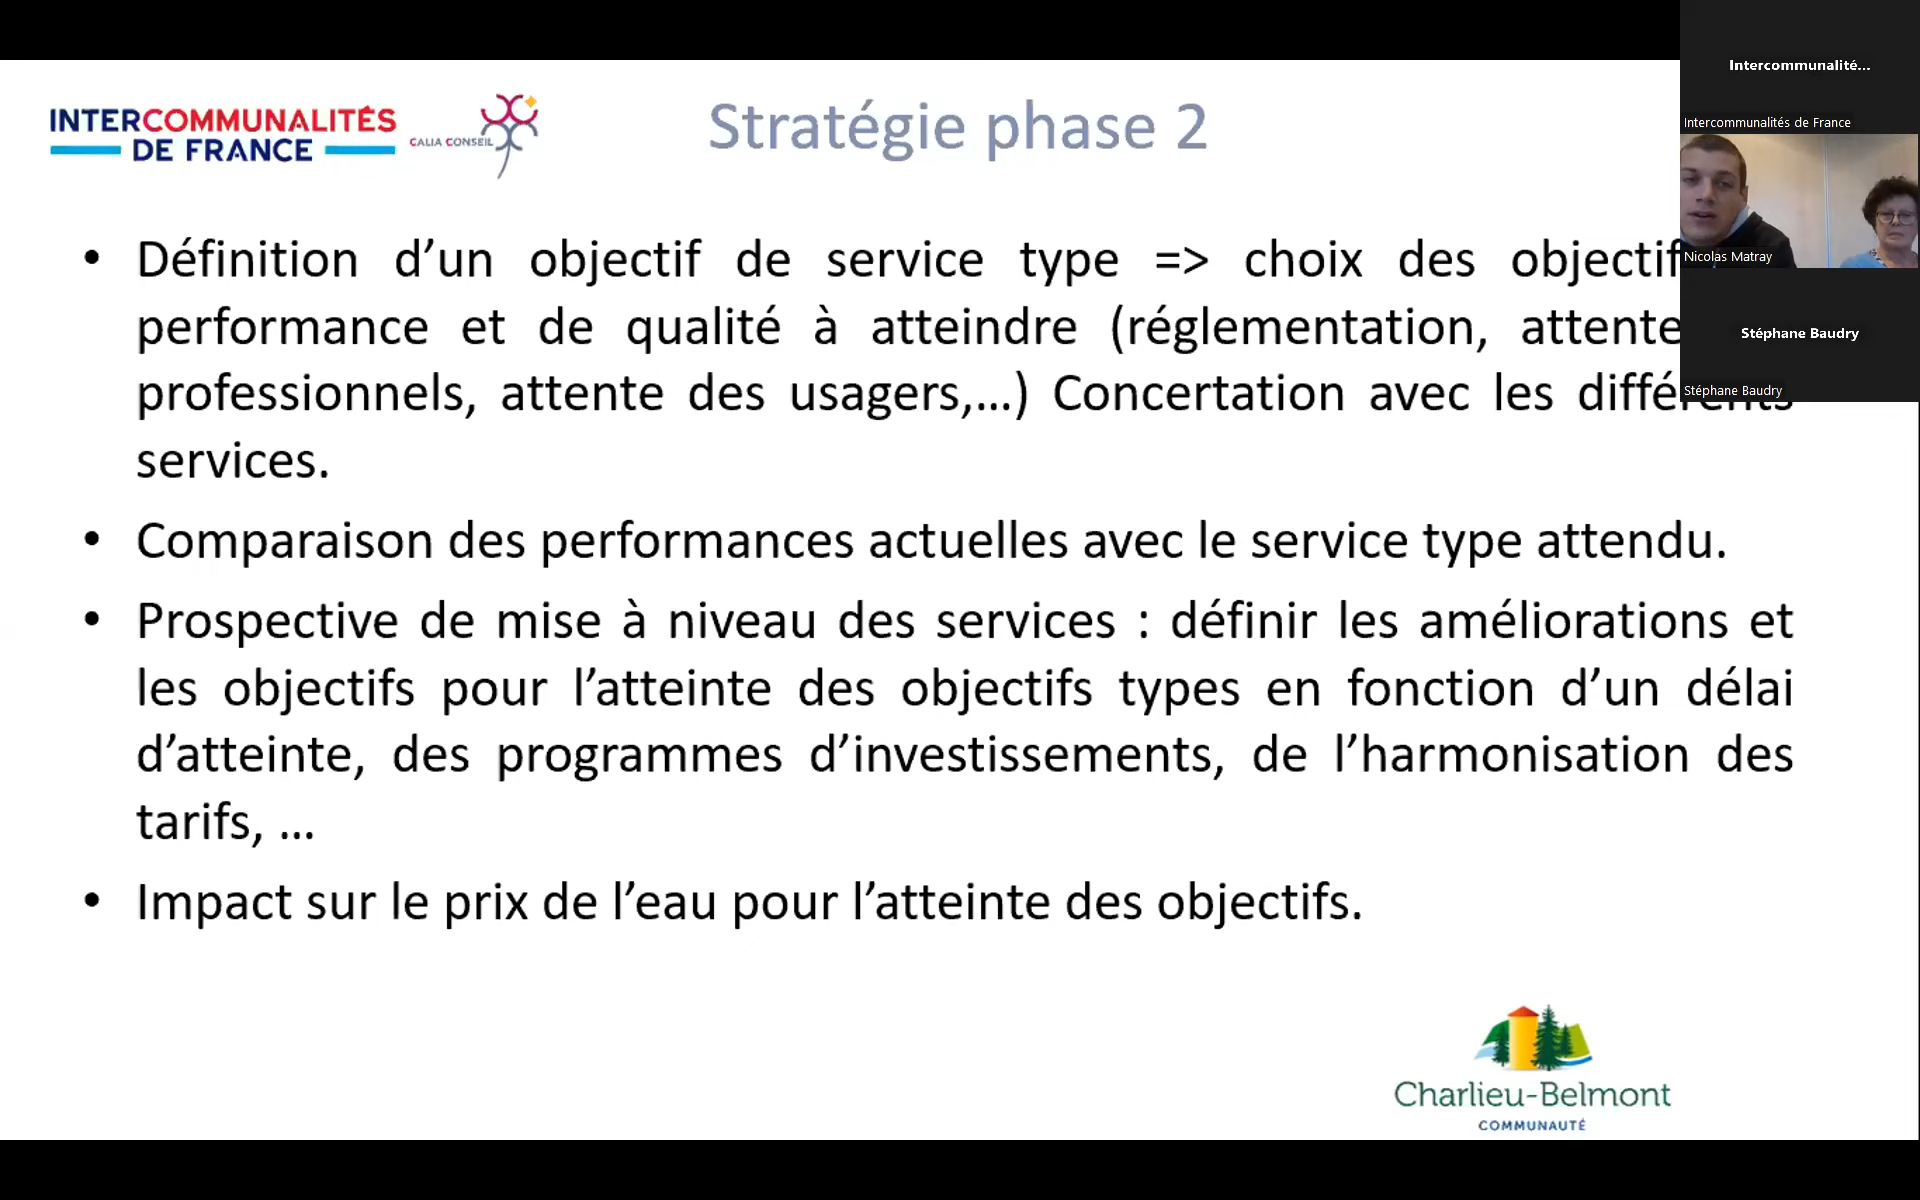 INTERCOMMUNALITÉS
DE FRANCE
CALIA CONSEIL
Stratégie phase 2
• Définition d’un objectif de service type => choix des
performance et de qualité à atteindre (réglementation,
professionnels, attente des usagers,…) Concertation avec les différents
services.
• Comparaison des performances actuelles avec le service type attendu.
• Prospective de mise à niveau des services : définir les améliorations et
les objectifs pour l’atteinte des objectifs types en fonction d’un délai
d’atteinte, des programmes d’investissements, de l’harmonisation des
tarifs, …
• Impact sur le prix de l’eau pour l’atteinte des objectifs.
Charlieu-Belmont
COMMUNAUTÉ
Intercommunalité...
Intercommunalités de France
Nicolas Matray
Stéphane Baudry
Stéphane Baudry